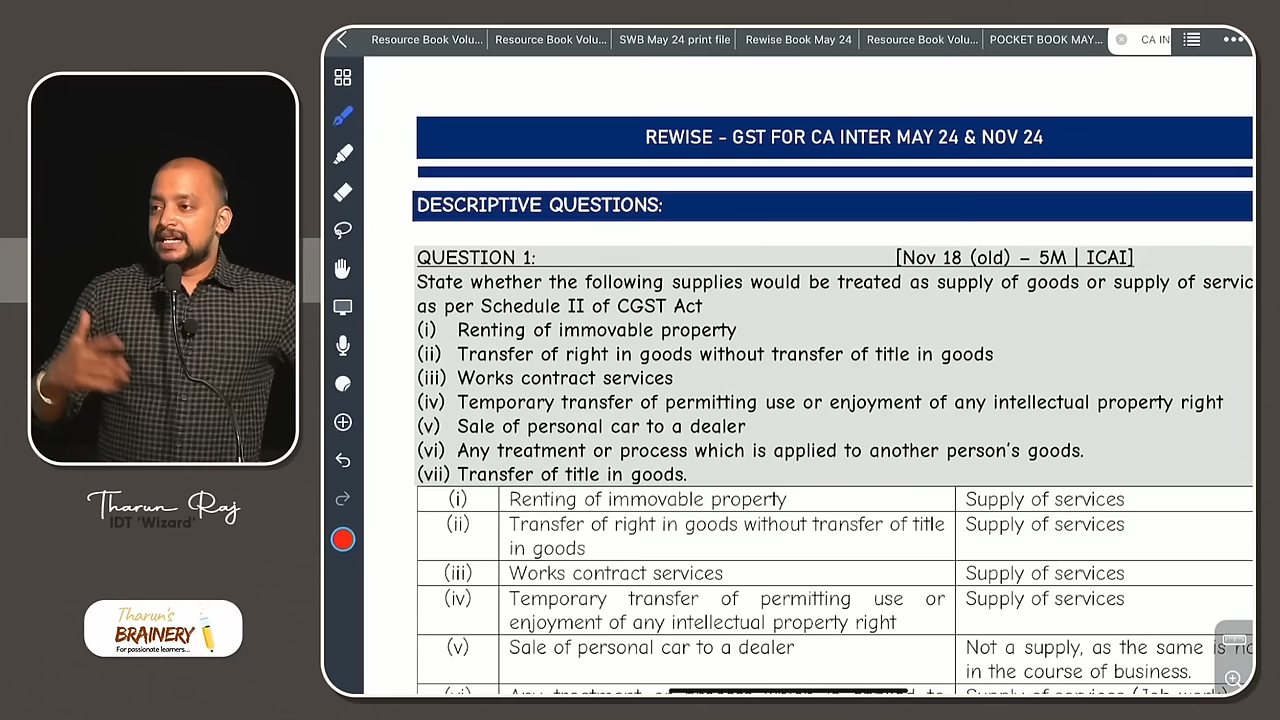 Resource Book Volu...
Resource Book Volu...
SWB May 24 print file
Rewise Book May 24
Resource Book Volu...
POCKET BOOK MAY...
CA IN
REWISE - GST FOR CA INTER MAY 24 & NOV 24
DESCRIPTIVE QUESTIONS:
QUESTION 1: [Nov 18 (old) – 5M | ICAI]
State whether the following supplies would be treated as supply of goods or supply of servic
as per Schedule II of CGST Act
(i) Renting of immovable property
(ii) Transfer of right in goods without transfer of title in goods
(iii) Works contract services
(iv) Temporary transfer of permitting use or enjoyment of any intellectual property right
(v) Sale of personal car to a dealer
(vi) Any treatment or process which is applied to another person's goods.
(vii) Transfer of title in goods.
(i) Renting of immovable property Supply of services
(ii) Transfer of right in goods without transfer of title Supply of services
in goods
(iii) Works contract services Supply of services
(iv) Temporary transfer of permitting use or Supply of services
enjoyment of any intellectual property right
(v) Sale of personal car to a dealer Not a supply, as the same is
in the course of business.
Tharun Raj
IDT 'Wizard'
Tharun's
BRAINERY
For passionate learners...